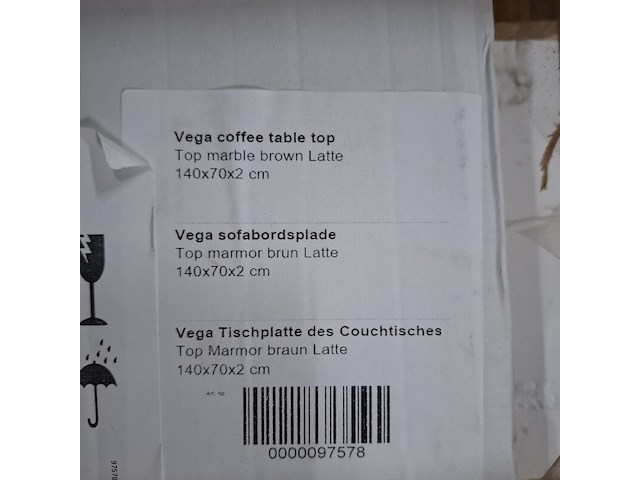 Vega coffee table top
Top marble brown Latte
140x70x2 cm
Vega sofabordsplade
Top marmor brun Latte
140x70x2 cm
Vega Tischplatte des Couchtisches
Top Marmor braun Latte
140x70x2 cm
0000097578